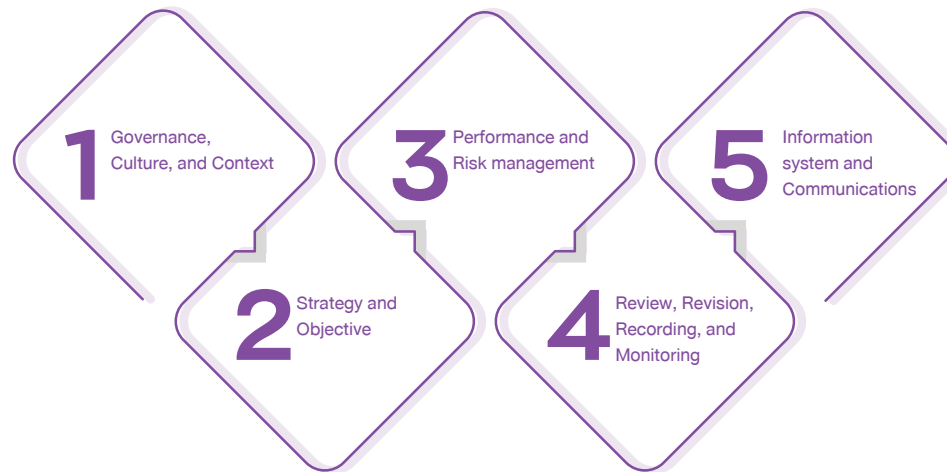 1
Governance,
Culture, and Context
2
Strategy and
Objective
3
Performance and
Risk management
4
Review, Revision,
Recording, and
Monitoring
5
Information
system and
Communications